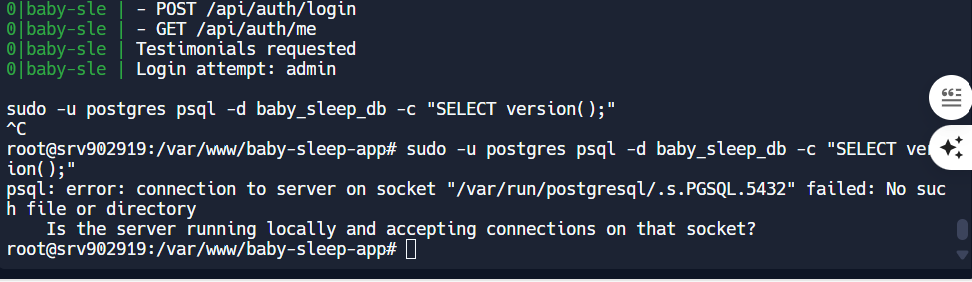 0|baby-sle | - POST /api/auth/login
0|baby-sle | - GET /api/auth/me
0|baby-sle | Testimonials requested
0|baby-sle | Login attempt: admin
sudo -u postgres psql -d baby_sleep_db -c "SELECT version();"
^C
root@srv902919:/var/www/baby-sleep-app# sudo -u postgres psql -d baby_sleep_db -c "SELECT ver
ion();"
psql: error: connection to server on socket "/var/run/postgresql/.s.PGSQL.5432" failed: No suc
h file or directory
Is the server running locally and accepting connections on that socket?
root@srv902919:/var/www/baby-sleep-app#